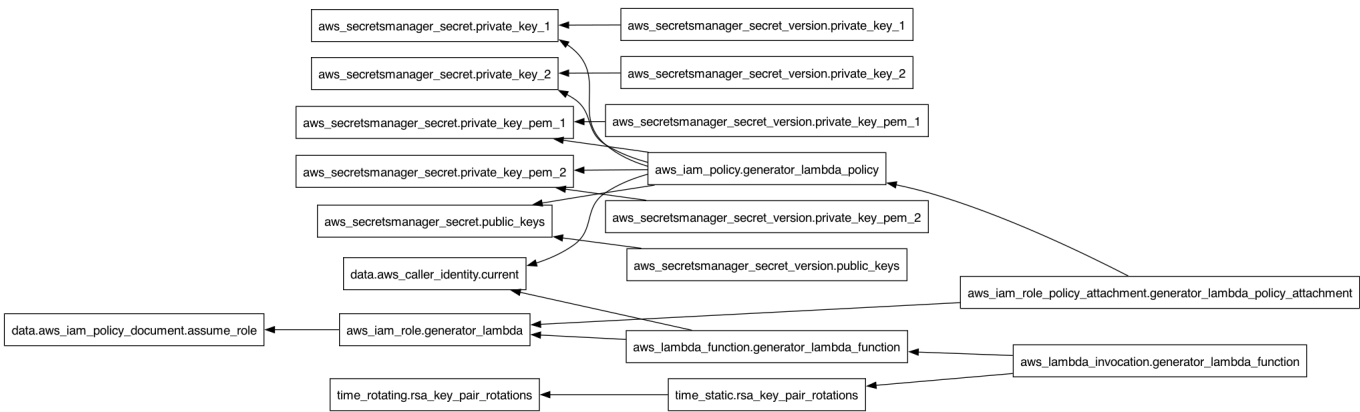 aws_secretsmanager_secret.private_key_1
aws_secretsmanager_secret_version.private_key_1
aws_secretsmanager_secret.private_key_2
aws_secretsmanager_secret_version.private_key_2
aws_secretsmanager_secret.private_key_pem_1
aws_secretsmanager_secret_version.private_key_pem_1
aws_secretsmanager_secret.private_key_pem_2
aws_iam_policy.generator_lambda_policy
aws_secretsmanager_secret.public_keys
aws_secretsmanager_secret_version.private_key_pem_2
data.aws_caller_identity.current
aws_secretsmanager_secret_version.public_keys
aws_iam_role_policy_attachment.generator_lambda_policy_attachment
data.aws_iam_policy_document.assume_role
aws_iam_role.generator_lambda
aws_lambda_function.generator_lambda_function
aws_lambda_invocation.generator_lambda_function
time_rotating.rsa_key_pair_rotations
time_static.rsa_key_pair_rotations